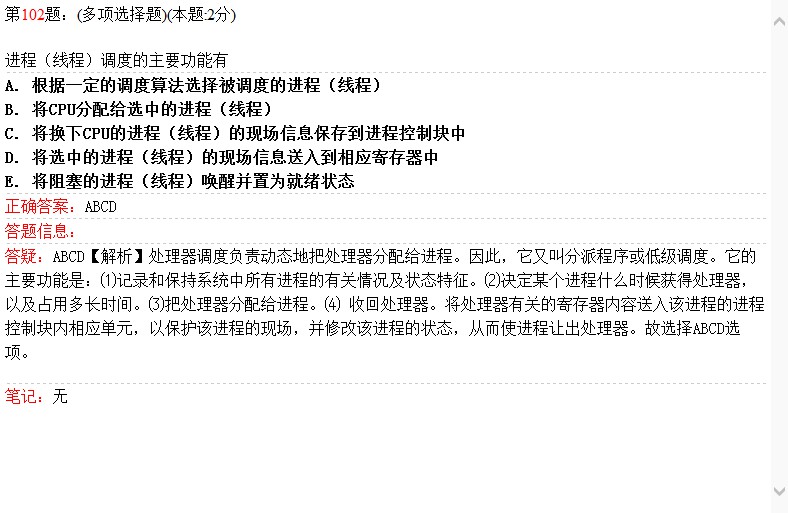 第102题：(多项选择题)(本题:2分)
进程（线程）调度的主要功能有
A. 根据一定的调度算法选择被调度的进程（线程）
B. 将CPU分配给选中的进程（线程）
C. 将换下CPU的进程（线程）的现场信息保存到进程控制块中
D. 将选中的进程（线程）的现场信息送入到相应寄存器中
E. 将阻塞的进程（线程）唤醒并置为就绪状态
正确答案：ABCD
答题信息：
答疑：ABCD【解析】处理器调度负责动态地把处理器分配给进程。因此，它又叫分派程序或低级调度。它的
主要功能是：⑴记录和保持系统中所有进程的有关情况及状态特征。⑵决定某个进程什么时候获得处理器，
以及占用多长时间。⑶把处理器分配给进程。⑷ 收回处理器。将处理器有关的寄存器内容送入该进程的进程
控制块内相应单元，以保护该进程的现场，并修改该进程的状态，从而使进程让出处理器。故选择ABCD选
项。
笔记：无